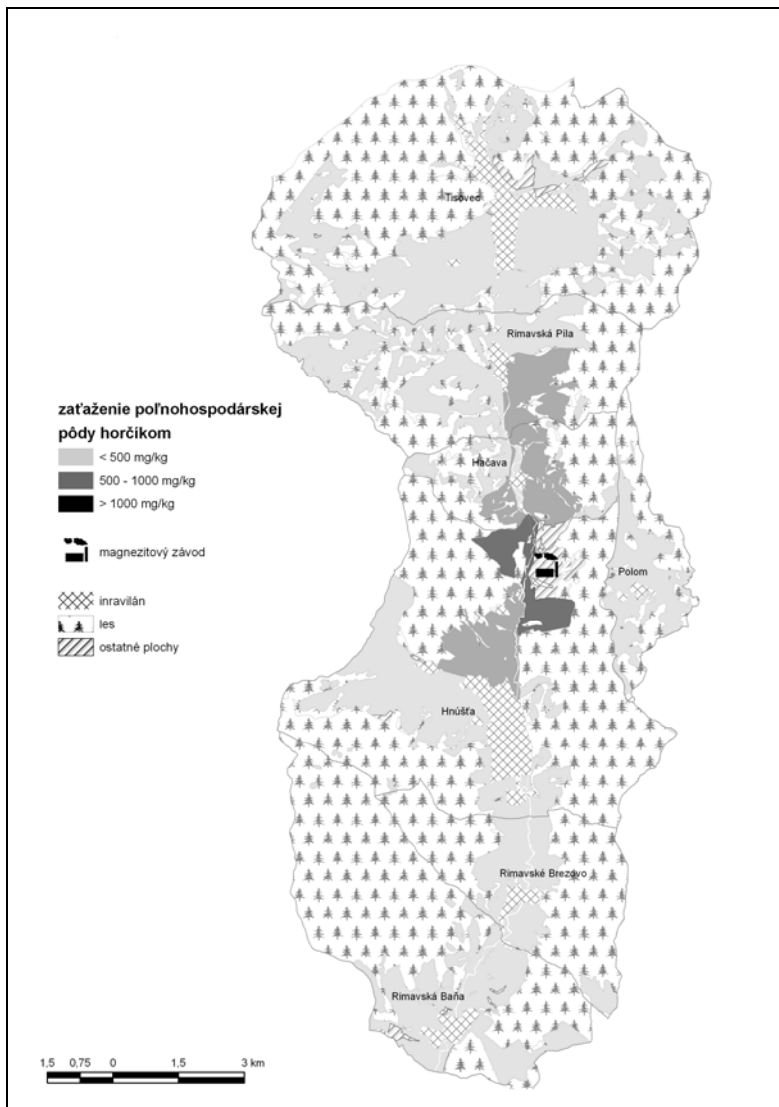 Tisovec
Rimavská Píla
zaťaženie poľnohospodárskej
pôdy horčíkom
< 500 mg/kg
500 - 1000 mg/kg
> 1000 mg/kg
magnezitový závod
inravilán
les
ostatné plochy
Hačava
Polom
Hnúšťa
Rimavské Brezovo
Rimavská Baňa
1,5 0,75 0 1,5 3 km